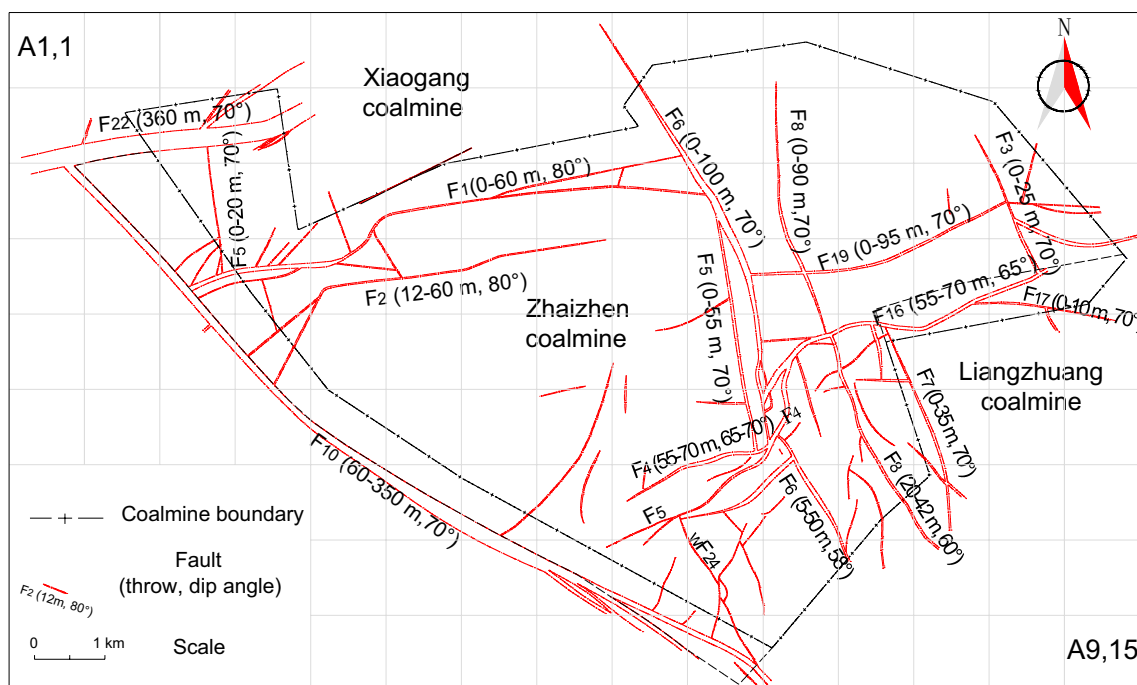 A1,1
N
Xiaogang
coalmine
F22 (360 m, 70°)
F5 (0-20 m, 70°)
F1(0-60 m, 80°)
F6 (0-100 m, 70°)
F8 (0-90 m,70°)
F3 (0-25 m, 70°)
F19 (0-95 m, 70°)
F2 (12-60 m, 80°)
F5 (0-55 m, 70°)
F16 (55-70 m, 65°)
F17(0-10m,70°)
Zhaizhen
coalmine
Liangzhuang
coalmine
F7(0-35m,70°)
F4
F4 (55-70m,65-70°)
F10 (60-350 m,70°)
F8 (20-42m,60°)
F6 (5-50m,58°)
F5
WF24
Coalmine boundary
Fault
(throw, dip angle)
F2 (12m, 80°)
0 1 km
Scale
A9,15